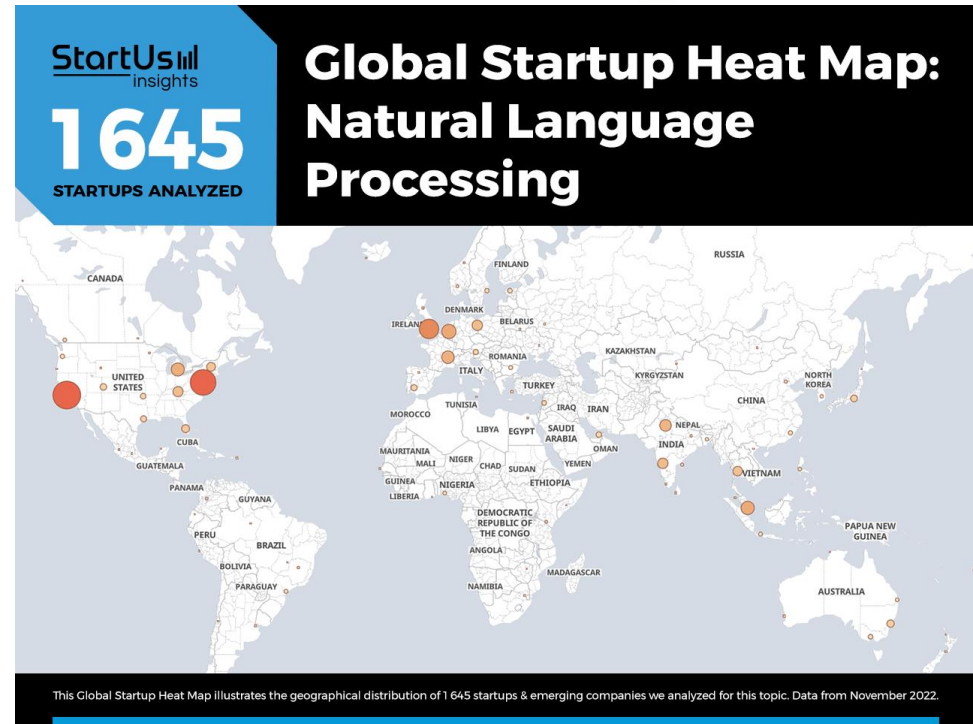 StartUs
insights
1 645
STARTUPS ANALYZED
Global Startup Heat Map:
Natural Language
Processing
RUSSIA
FINLAND
CANADA
DENMARK
IRELAND
BELARUS
KAZAKHSTAN
ROMANIA
ITALY
KYRGYZSTAN
UNITED
STATES
NORTH
KOREA
TURKEY
CHINA
TUNISIA
IRAQ
IRAN
MOROCCO
NEPAL
LIBYA
EGYPT
SAUDI
ARABIA
CUBA
INDIA
OMAN
MAURITANIA
GUATEMALA
MALI
NIGER
CHAD
SUDAN
YEMEN
VIETNAM
PANAMA
GUINEA
NIGERIA
ETHIOPIA
GUYANA
LIBERIA
DEMOCRATIC
REPUBLIC OF
THE CONGO
PAPUA NEW
GUINEA
PERU
BRAZIL
ANGOLA
BOLIVIA
MADAGASCAR
PARAGUAY
NAMIBIA
AUSTRALIA
This Global Startup Heat Map illustrates the geographical distribution of 1 645 startups & emerging companies we analyzed for this topic. Data from November 2022.